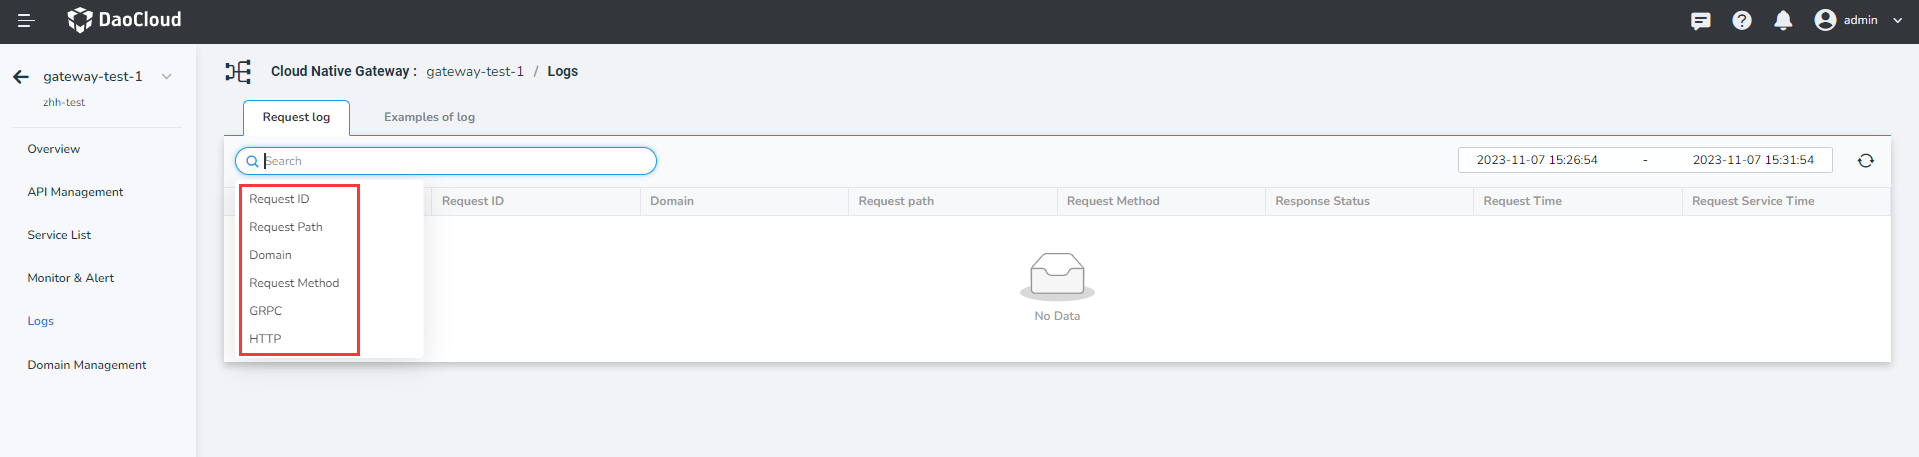 DaoCloud
admin
gateway-test-1
zhh-test
Overview
API Management
Service List
Monitor & Alert
Logs
Domain Management
Cloud Native Gateway : gateway-test-1 / Logs
Request log Examples of log
Search
2023-11-07 15:26:54 - 2023-11-07 15:31:54
Request ID
Request Path
Domain
Request Method
GRPC
HTTP
Request ID Domain Request path Request Method Response Status Request Time Request Service Time
No Data